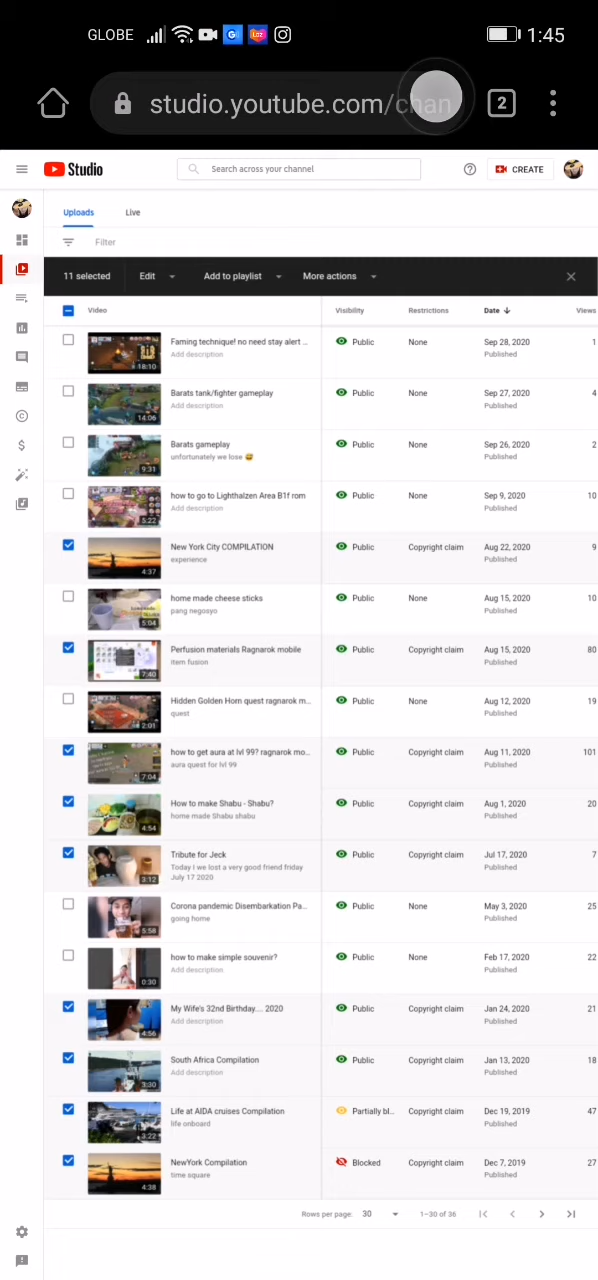 GLOBE 1:45
studio.youtube.com/chan 2
Studio Search across your channel CREATE
Uploads Live
Filter
11 selected Edit Add to playlist More actions
Video Visibility Restrictions Date Views
18:10 Faming technique! no need stay alert ... Public None Sep 28, 2020 1
Add description Published
14:06 Barats tank/fighter gameplay Public None Sep 27, 2020 4
Add description Published
9:31 Barats gameplay Public None Sep 26, 2020 2
unfortunately we lose 😅 Published
5:22 how to go to Lighthalzen Area B1f rom Public None Sep 9, 2020 10
Add description Published
4:37 New York City COMPILATION Public Copyright claim Aug 22, 2020 9
experience Published
5:04 home made cheese sticks Public None Aug 15, 2020 10
pang negosyo Published
7:40 Perfusion materials Ragnarok mobile Public Copyright claim Aug 15, 2020 80
item fusion Published
2:01 Hidden Golden Horn quest ragnarok m... Public None Aug 12, 2020 19
quest Published
7:04 how to get aura at lvl 99? ragnarok mo... Public Copyright claim Aug 11, 2020 101
aura quest for lvl 99 Published
4:54 How to make Shabu - Shabu? Public Copyright claim Aug 1, 2020 20
home made Shabu shabu Published
3:12 Tribute for Jeck Public Copyright claim Jul 17, 2020 7
Today i we lost a very good friend friday Published
July 17 2020
5:58 Corona pandemic Disembarkation Pa... Public None May 3, 2020 25
going home Published
0:30 how to make simple souvenir? Public None Feb 17, 2020 22
Add description Published
4:56 My Wife's 32nd Birthday.... 2020 Public Copyright claim Jan 24, 2020 21
Add description Published
3:30 South Africa Compilation Public Copyright claim Jan 13, 2020 18
Add description Published
3:22 Life at AIDA cruises Compilation Partially bl... Copyright claim Dec 19, 2019 47
life onboard Published
4:38 NewYork Compilation Blocked Copyright claim Dec 7, 2019 27
time square Published
Rows per page: 30 1–30 of 36